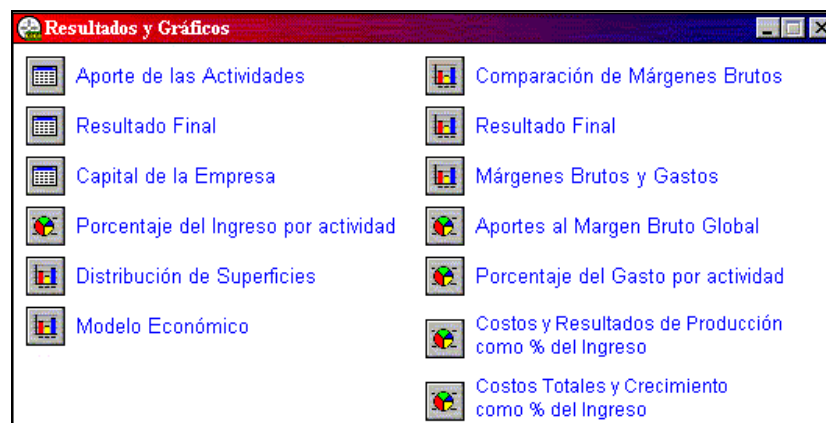 Resultados y Gráficos
Aporte de las Actividades
Resultado Final
Capital de la Empresa
Porcentaje del Ingreso por actividad
Distribución de Superficies
Modelo Económico
Comparación de Márgenes Brutos
Resultado Final
Márgenes Brutos y Gastos
Aportes al Margen Bruto Global
Porcentaje del Gasto por actividad
Costos y Resultados de Producción
como % del Ingreso
Costos Totales y Crecimiento
como % del Ingreso